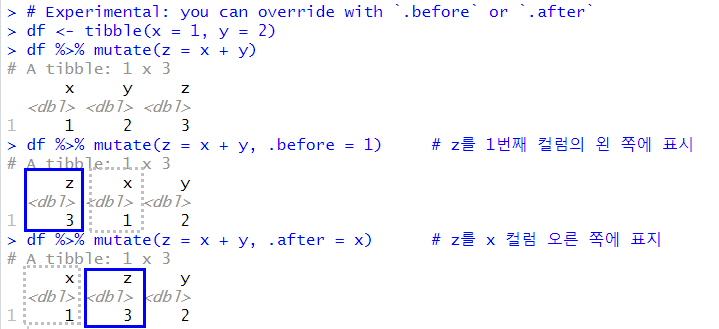 > # Experimental: you can override with `.before` or `.after`
> df <- tibble(x = 1, y = 2)
> df %>% mutate(z = x + y)
# A tibble: 1 x 3
x y z
<dbl> <dbl> <dbl>
1 1 2 3
> df %>% mutate(z = x + y, .before = 1) # z를 1번째 컬럼의 왼 쪽에 표시
# A tibble: 1 x 3
z x y
<dbl> <dbl> <dbl>
1 3 1 2
> df %>% mutate(z = x + y, .after = x) # z를 x 컬럼 오른 쪽에 표지
# A tibble: 1 x 3
x z y
<dbl> <dbl> <dbl>
1 1 3 2